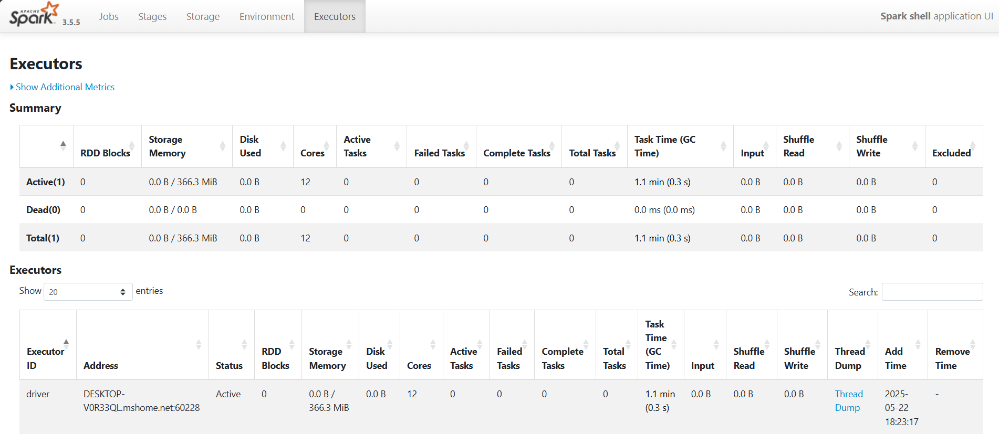 APACHE
Spark 3.5.5 Jobs Stages Storage Environment Executors Spark shell application UI
Executors
Show Additional Metrics
Summary
RDD Blocks Storage Memory Disk Used Cores Active Tasks Failed Tasks Complete Tasks Total Tasks Task Time (GC Time) Input Shuffle Read Shuffle Write Excluded
Active(1) 0 0.0 B / 366.3 MiB 0.0 B 12 0 0 0 0 1.1 min (0.3 s) 0.0 B 0.0 B 0.0 B 0
Dead(0) 0 0.0 B / 0.0 B 0.0 B 0 0 0 0 0 0.0 ms (0.0 ms) 0.0 B 0.0 B 0.0 B 0
Total(1) 0 0.0 B / 366.3 MiB 0.0 B 12 0 0 0 0 1.1 min (0.3 s) 0.0 B 0.0 B 0.0 B 0
Executors
Show 20 entries Search:
Executor ID Address Status RDD Blocks Storage Memory Disk Used Cores Active Tasks Failed Tasks Complete Tasks Total Tasks Task Time (GC Time) Input Shuffle Read Shuffle Write Thread Dump Add Time Remove Time
driver DESKTOP-V0R33QL.mshome.net:60228 Active 0 0.0 B / 366.3 MiB 0.0 B 12 0 0 0 0 1.1 min (0.3 s) 0.0 B 0.0 B 0.0 B Thread Dump 2025-05-22 18:23:17 -